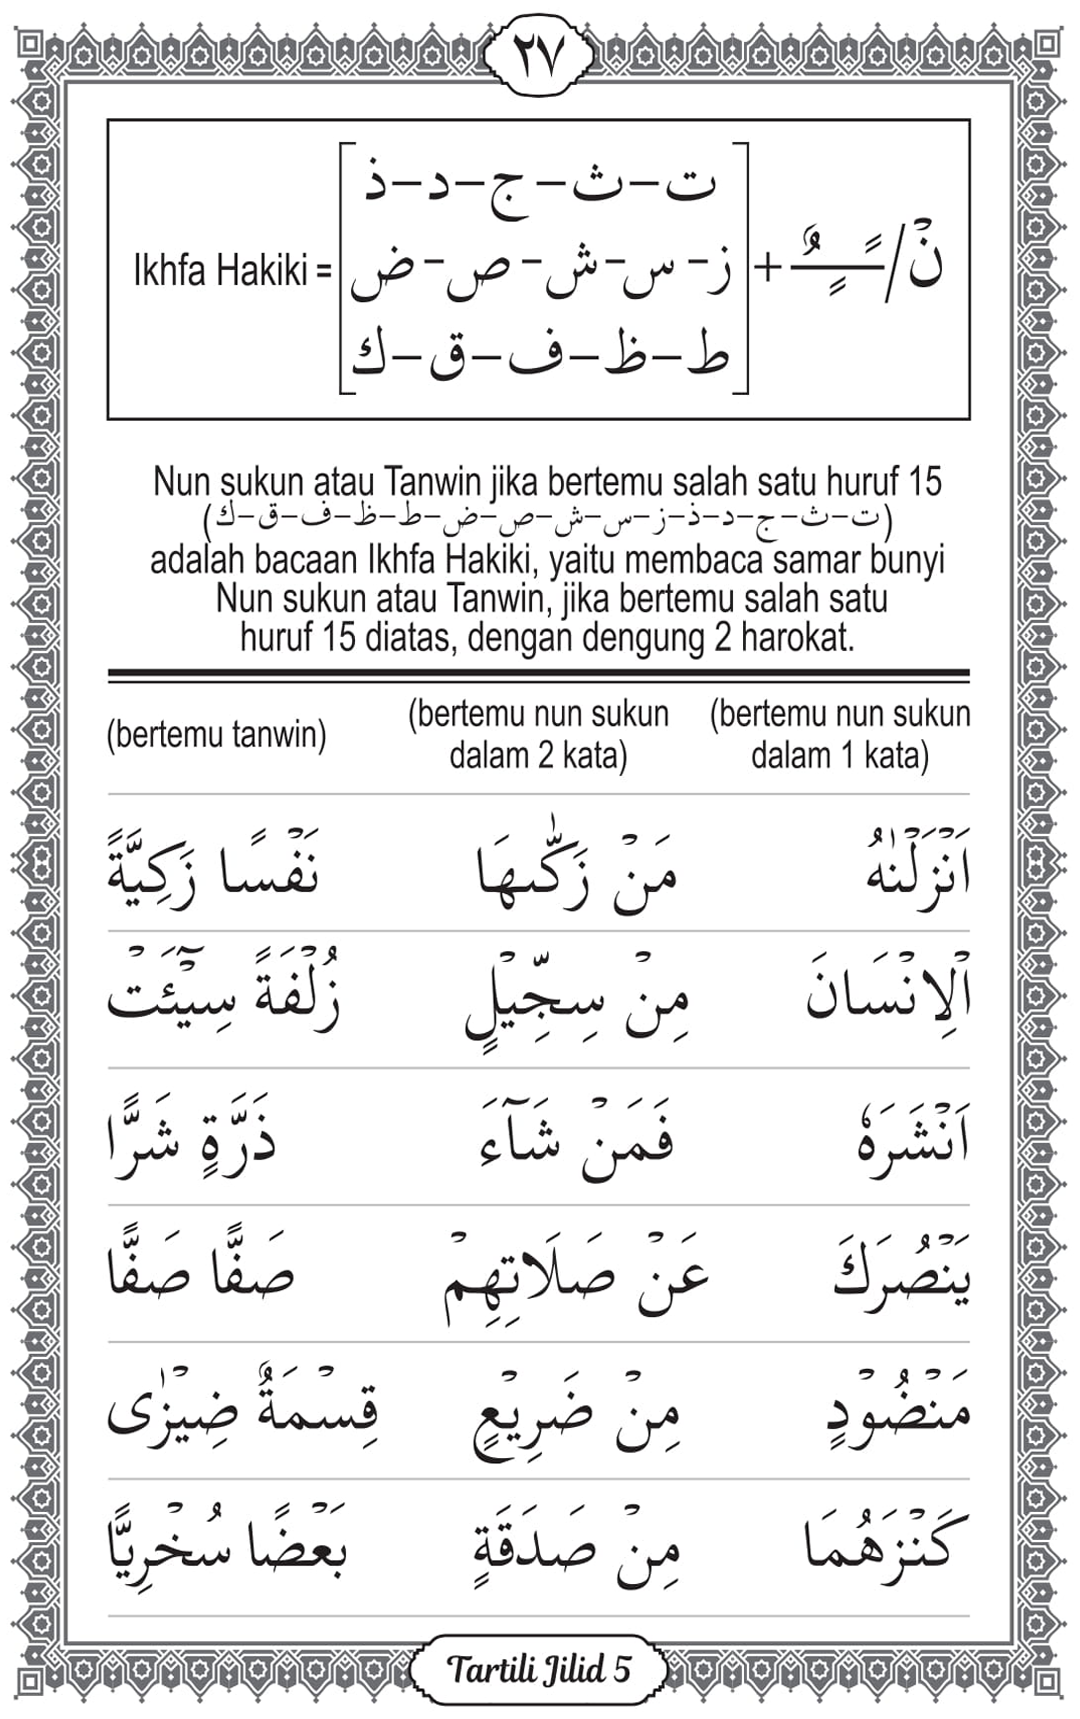 ٢٧
نْ/ ـًـٍـٌ + [ ت – ث – ج – د – ذ
ز – س – ش – ص – ض
ط – ظ – ف – ق – ك ] = Ikhfa Hakiki
Nun sukun atau Tanwin jika bertemu salah satu huruf 15
(ت–ث–ج–د–ذ–ز–س–ش–ص–ض–ط–ظ–ف–ق–ك)
adalah bacaan Ikhfa Hakiki, yaitu membaca samar bunyi
Nun sukun atau Tanwin, jika bertemu salah satu
huruf 15 diatas, dengan dengung 2 harokat.
(bertemu nun sukun dalam 1 kata) (bertemu nun sukun dalam 2 kata) (bertemu tanwin)
اَنْزَلْنٰهُ مَنْ زَكّٰىهَا نَفْسًا زَكِيَّةً
الْاِنْسَانَ مِنْ سِجِّيْلٍ زُلْفَةً سِيْٓئَتْ
اَنْشَرَهٗ فَمَنْ شَآءَ ذَرَّةٍ شَرًّا
يَنْصُرَكَ عَنْ صَلَاتِهِمْ صَفًّا صَفًّا
مَنْضُوْدٍ مِنْ ضَرِيْعٍ قِسْمَةٌ ضِيْزٰى
كَنْزَهُمَا مِنْ صَدَقَةٍ بَعْضًا سُخْرِيًّا
Tartili Jilid 5